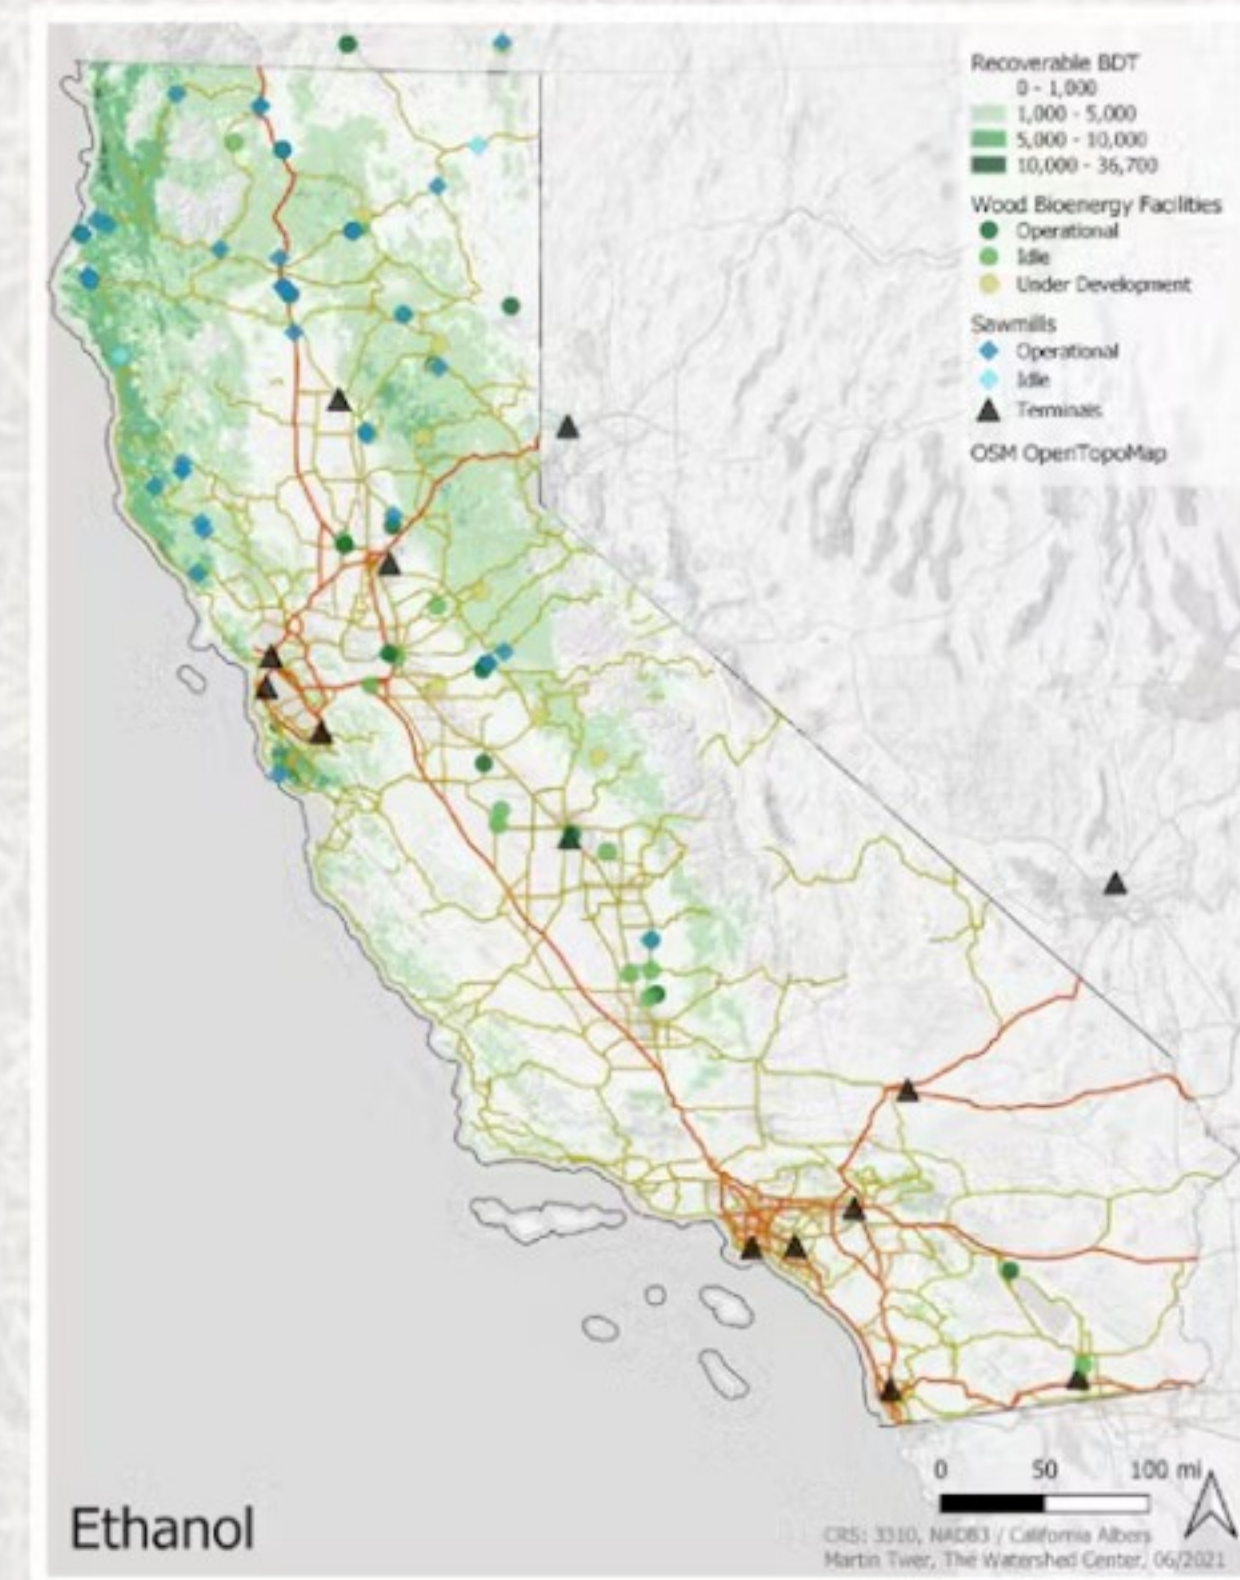 Recoverable BDT
0 - 1,000
1,000 - 5,000
5,000 - 10,000
10,000 - 36,700
Wood Bioenergy Facilities
Operational
Idle
Under Development
Sawmills
Operational
Idle
Terminals
OSM OpenTopoMap
0 50 100 mi
Ethanol
CRS: 3310, NAD83 / California Albers
Martin Twer, The Watershed Center, 06/2021